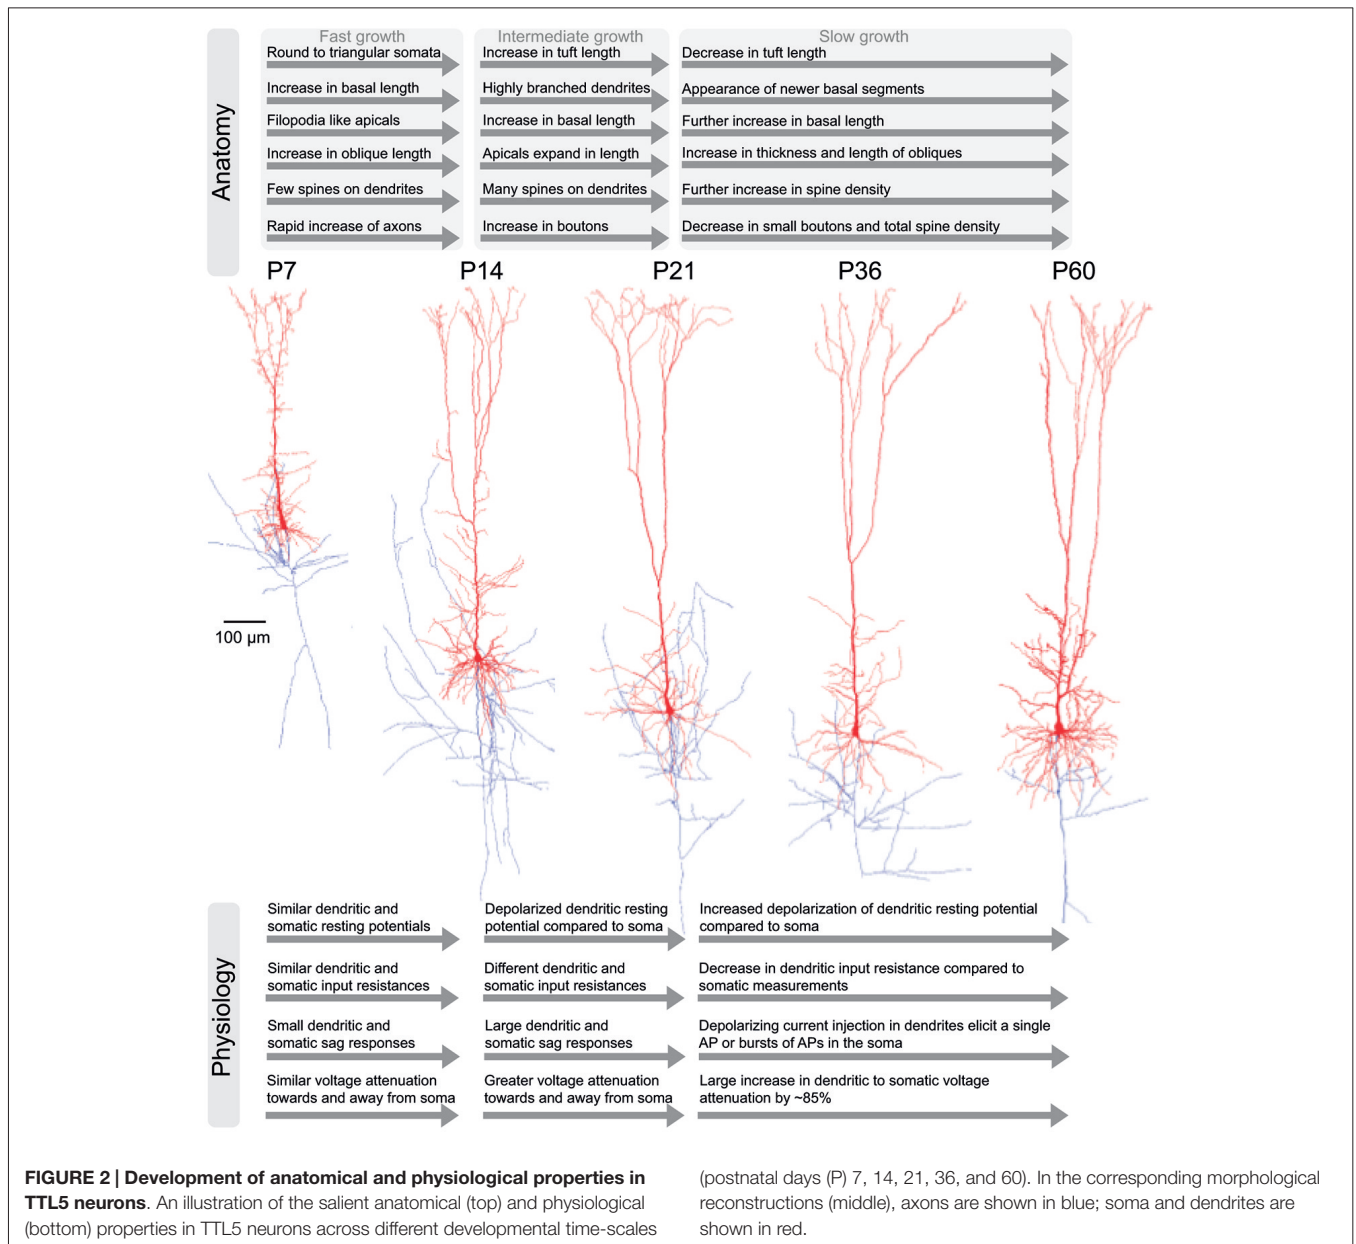 Anatomy
Fast growth
Round to triangular somata
Increase in basal length
Filopodia like apicals
Increase in oblique length
Few spines on dendrites
Rapid increase of axons
Intermediate growth
Increase in tuft length
Highly branched dendrites
Increase in basal length
Apicals expand in length
Many spines on dendrites
Increase in boutons
Slow growth
Decrease in tuft length
Appearance of newer basal segments
Further increase in basal length
Increase in thickness and length of obliques
Further increase in spine density
Decrease in small boutons and total spine density
P7
P14
P21
P36
P60
100 µm
Physiology
Similar dendritic and
somatic resting potentials
Similar dendritic and
somatic input resistances
Small dendritic and
somatic sag responses
Similar voltage attenuation
towards and away from soma
Depolarized dendritic resting
potential compared to soma
Different dendritic and
somatic input resistances
Large dendritic and
somatic sag responses
Greater voltage attenuation
towards and away from soma
Increased depolarization of dendritic resting potential
compared to soma
Decrease in dendritic input resistance compared to
somatic measurements
Depolarizing current injection in dendrites elicit a single
AP or bursts of APs in the soma
Large increase in dendritic to somatic voltage
attenuation by ~85%
FIGURE 2 | Development of anatomical and physiological properties in
TTL5 neurons. An illustration of the salient anatomical (top) and physiological
(bottom) properties in TTL5 neurons across different developmental time-scales
(postnatal days (P) 7, 14, 21, 36, and 60). In the corresponding morphological
reconstructions (middle), axons are shown in blue; soma and dendrites are
shown in red.